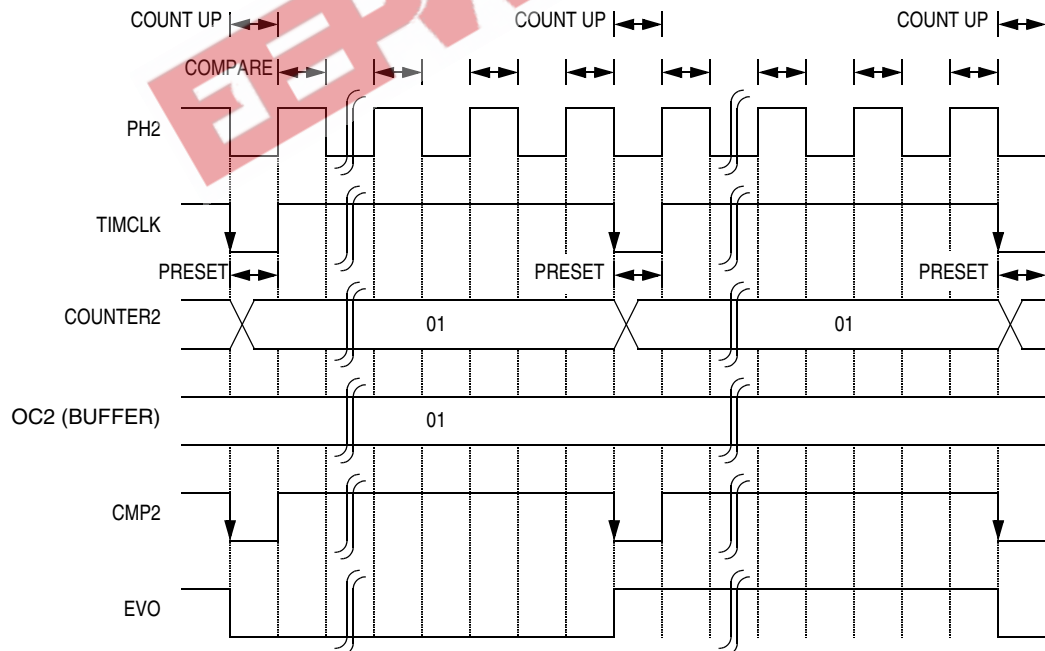 COUNT UP COUNT UP COUNT UP
COMPARE
PH2
TIMCLK
PRESET PRESET PRESET
COUNTER2 01 01
OC2 (BUFFER) 01
CMP2
EVO